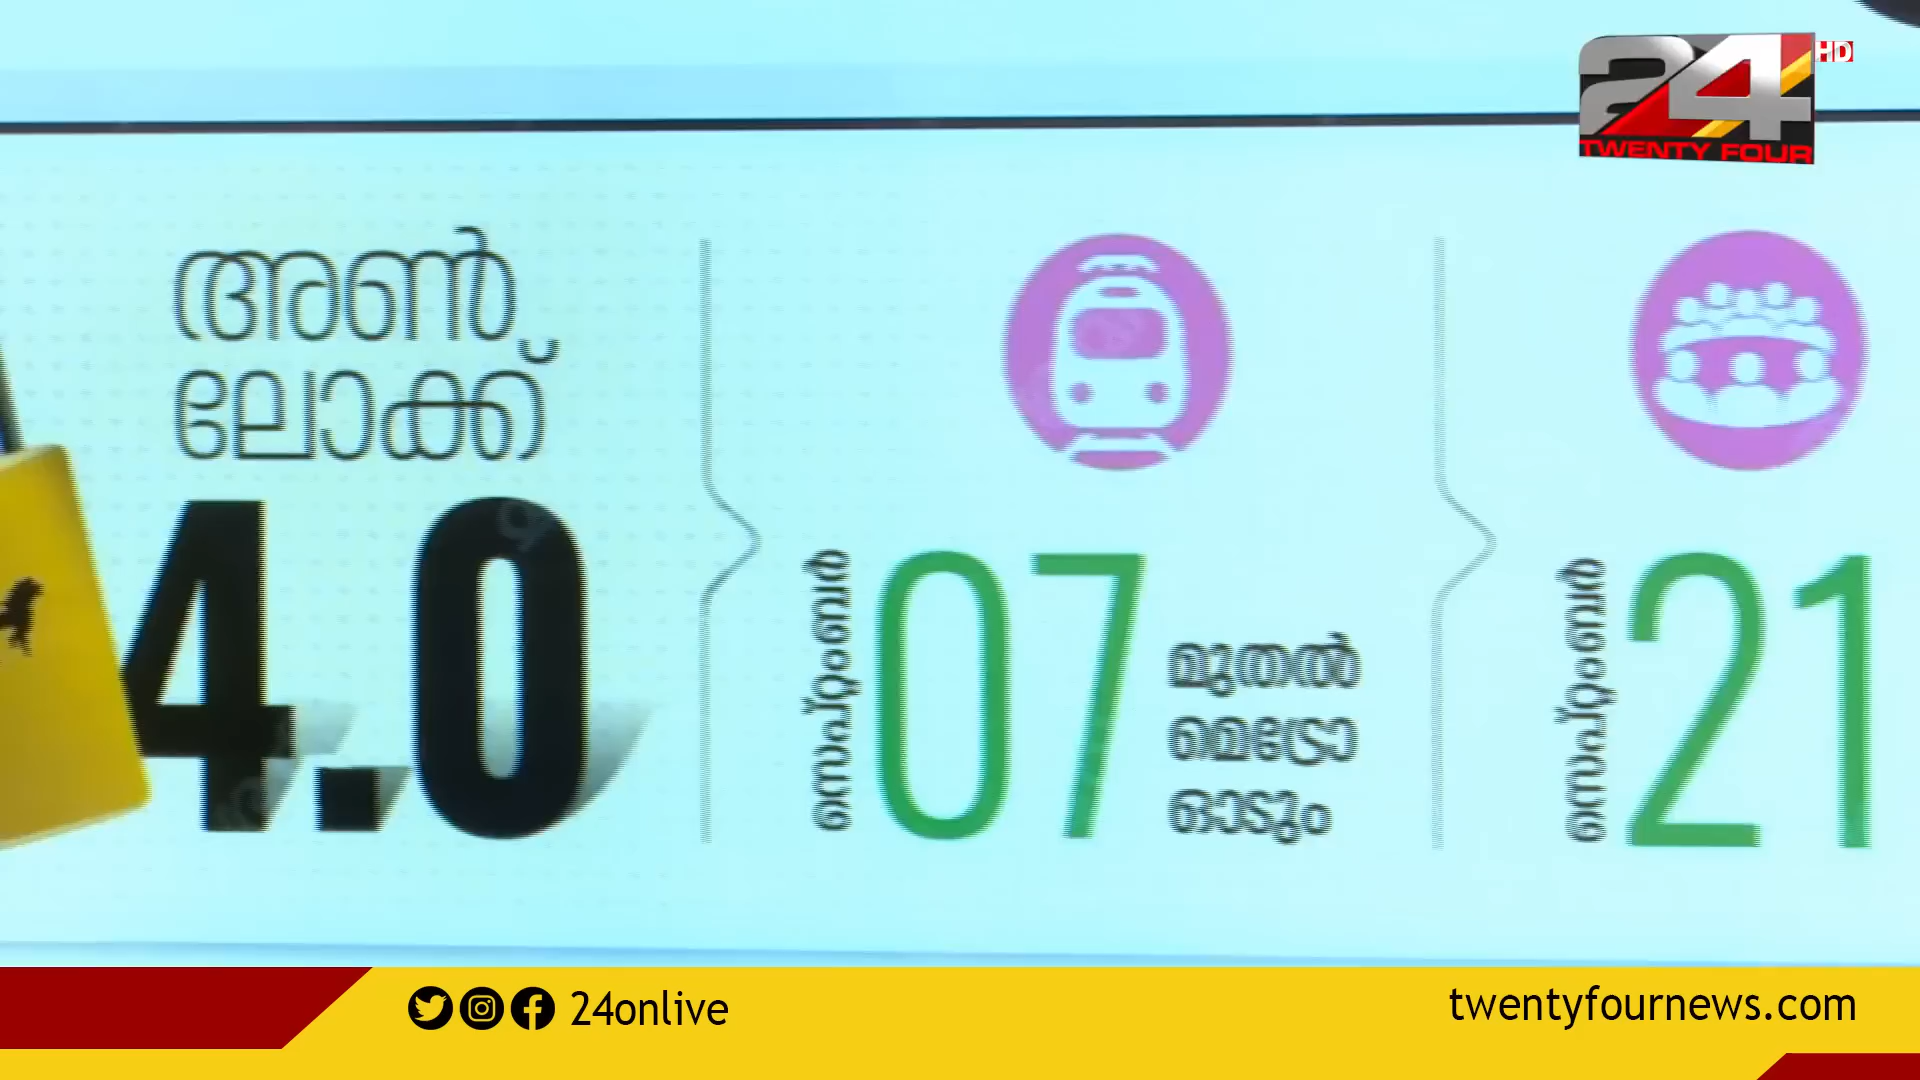 24 HD
TWENTY FOUR
അൺ
ലോക്ക്
4.0
സെപ്റ്റംബർ
07
മുതൽ
മെട്രോ
ഓടും
സെപ്റ്റംബർ
21
24onlive
twentyfournews.com